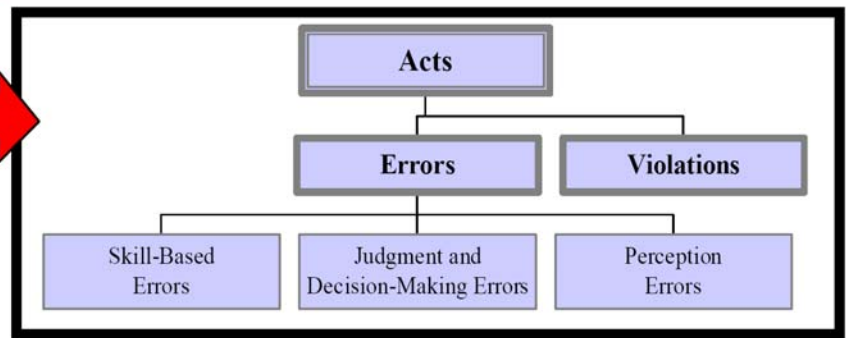 Acts
Errors
Violations
Skill-Based
Errors
Judgment and
Decision-Making Errors
Perception
Errors